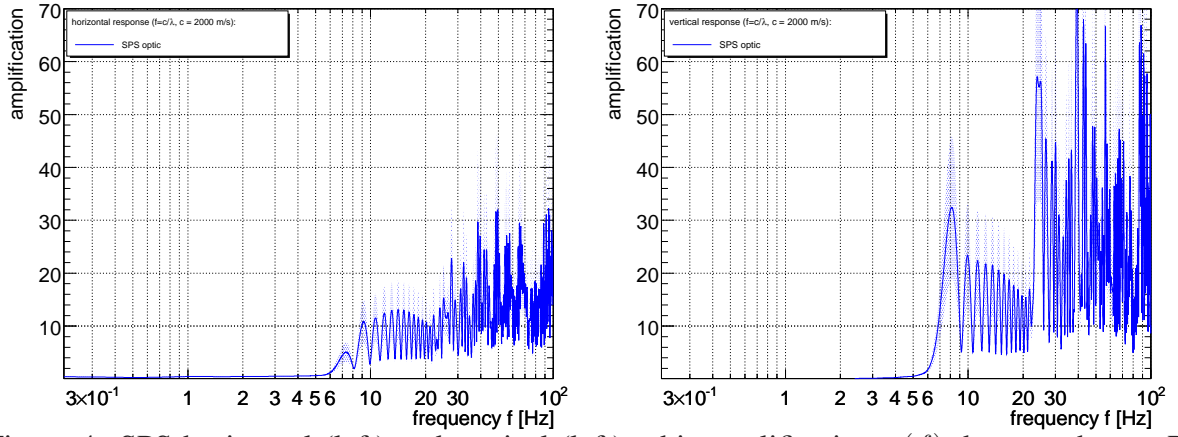 horizontal response (f=c/λ, c = 2000 m/s):
SPS optic
amplification
70
60
50
40
30
20
10
3×10⁻¹ 1 2 3 4 5 6 10 20 30 10²
frequency f [Hz]
vertical response (f=c/λ, c = 2000 m/s):
SPS optic
amplification
70
60
50
40
30
20
10
3×10⁻¹ 1 2 3 4 5 6 10 20 30 10²
frequency f [Hz]